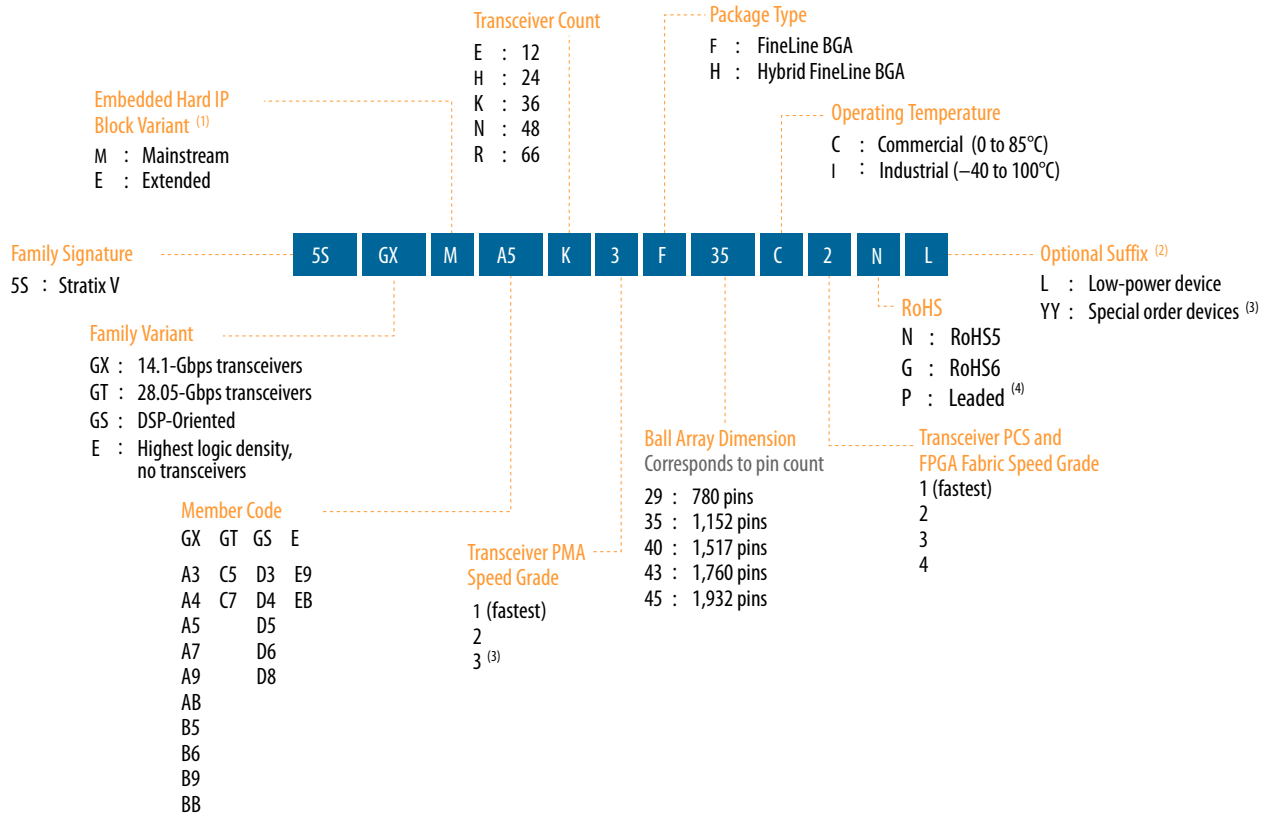 Transceiver Count
E : 12
H : 24
K : 36
N : 48
R : 66
Package Type
F : FineLine BGA
H : Hybrid FineLine BGA
Embedded Hard IP
Block Variant (1)
M : Mainstream
E : Extended
Operating Temperature
C : Commercial (0 to 85°C)
I : Industrial (–40 to 100°C)
Family Signature
5S : Stratix V
5S GX M A5 K 3 F 35 C 2 N L
Optional Suffix (2)
L : Low-power device
YY : Special order devices (3)
RoHS
N : RoHS5
G : RoHS6
P : Leaded (4)
Family Variant
GX : 14.1-Gbps transceivers
GT : 28.05-Gbps transceivers
GS : DSP-Oriented
E : Highest logic density,
no transceivers
Member Code
GX GT GS E
A3 C5 D3 E9
A4 C7 D4 EB
A5 D5
A7 D6
A9 D8
AB
B5
B6
B9
BB
Transceiver PMA
Speed Grade
1 (fastest)
2
3 (3)
Ball Array Dimension
Corresponds to pin count
29 : 780 pins
35 : 1,152 pins
40 : 1,517 pins
43 : 1,760 pins
45 : 1,932 pins
Transceiver PCS and
FPGA Fabric Speed Grade
1 (fastest)
2
3
4